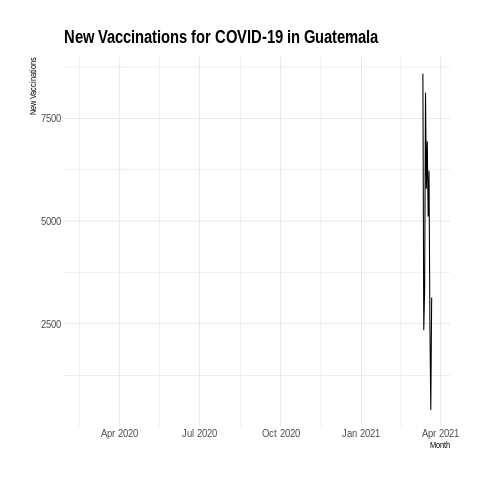 New Vaccinations for COVID-19 in Guatemala
New Vaccinations
7500
5000
2500
Apr 2020 Jul 2020 Oct 2020 Jan 2021 Apr 2021
Month